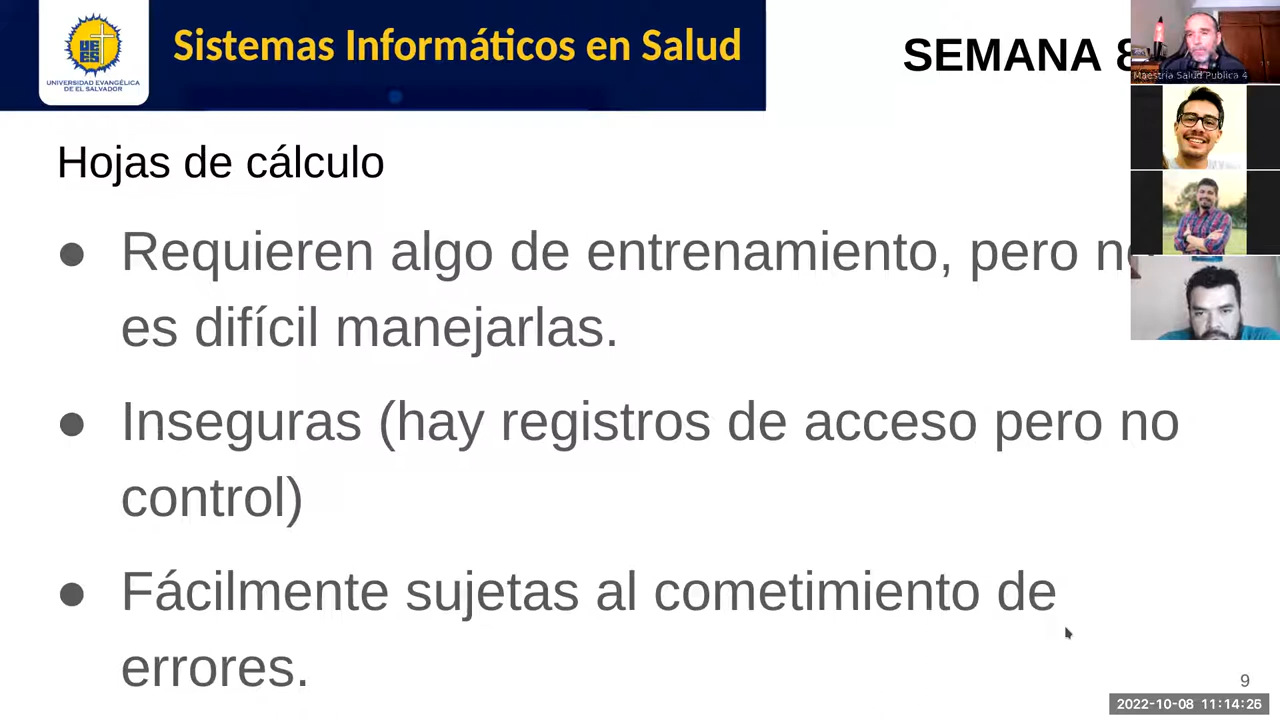 Sistemas Informáticos en Salud
UNIVERSIDAD EVANGÉLICA
DE EL SALVADOR
SEMANA 8
Maestria Salud Publica 4
Hojas de cálculo
● Requieren algo de entrenamiento, pero no
es difícil manejarlas.
● Inseguras (hay registros de acceso pero no
control)
● Fácilmente sujetas al cometimiento de
errores.
9
2022-10-08 11:14:26